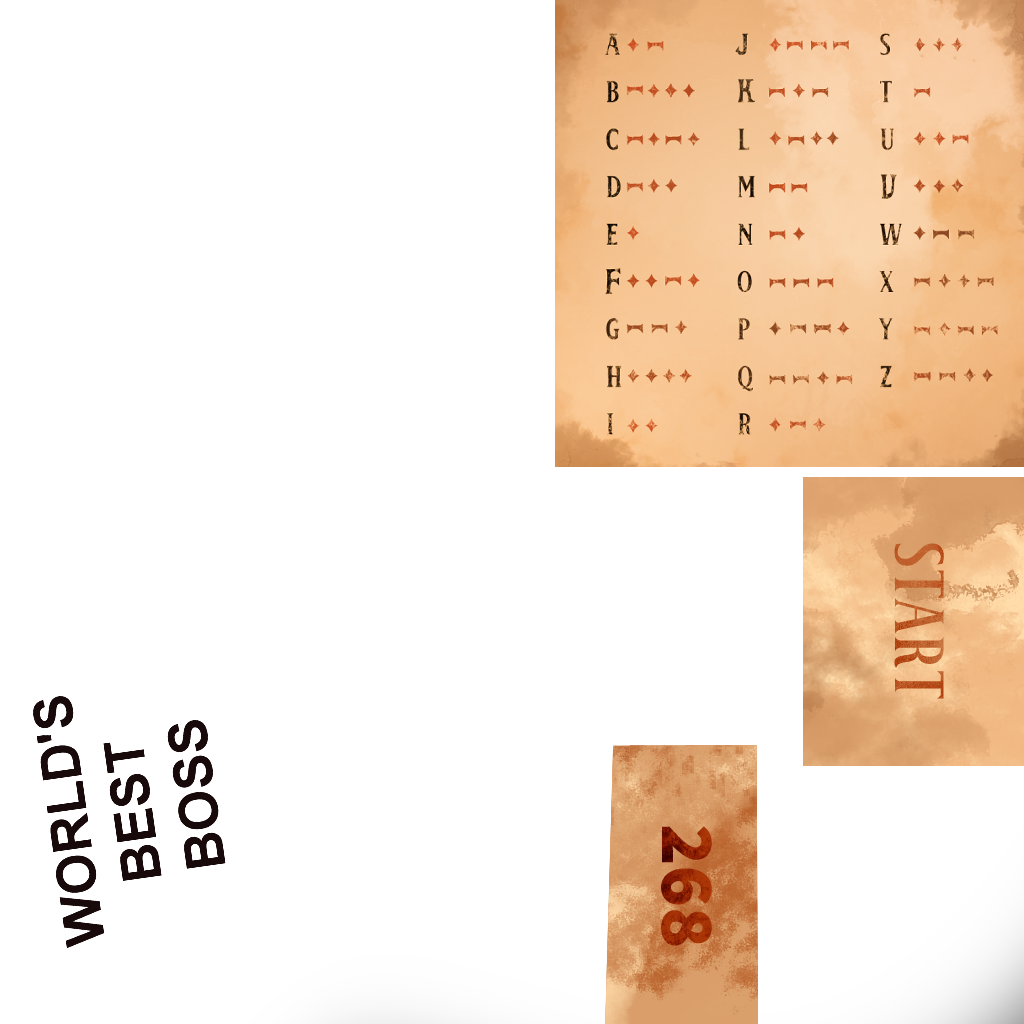 A ✦ ━ J ✦ ━ ━ ━ S ✦ ✦ ✦
B ━ ✦ ✦ ✦ K ━ ✦ ━ T ━
C ━ ✦ ━ ✦ L ✦ ━ ✦ ✦ U ✦ ✦ ━
D ━ ✦ ✦ M ━ ━ V ✦ ✦ ✦
E ✦ N ━ ✦ W ✦ ━ ━
F ✦ ✦ ━ ✦ O ━ ━ ━ X ━ ✦ ✦ ━
G ━ ━ ✦ P ✦ ━ ━ ✦ Y ━ ✦ ━ ━
H ✦ ✦ ✦ ✦ Q ━ ━ ✦ ━ Z ━ ━ ✦ ✦
I ✦ ✦ R ✦ ━ ✦
START
WORLD'S
BEST
BOSS
268